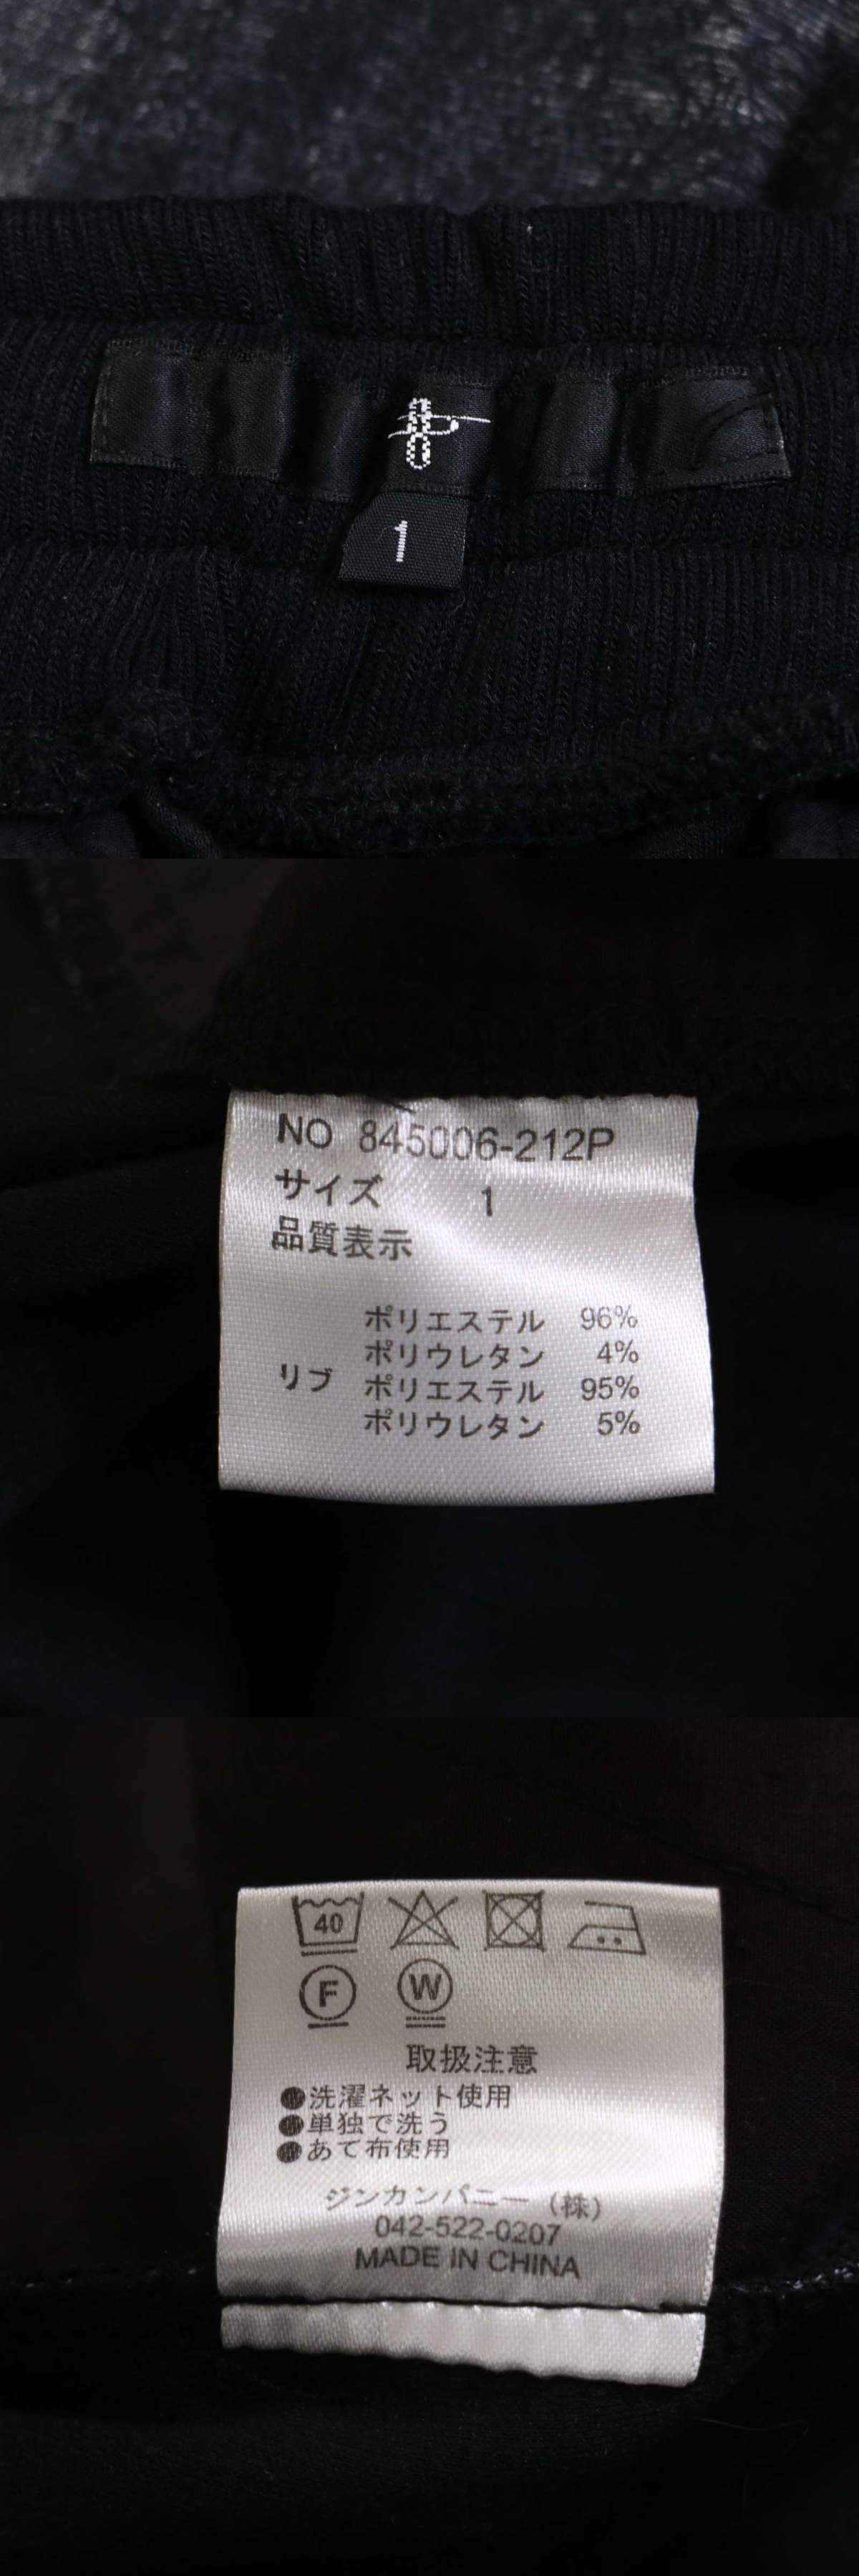 1
NO 845006-212P
サイズ 1
品質表示
ポリエステル 96%
ポリウレタン 4%
リブ ポリエステル 95%
ポリウレタン 5%
40
F W
取扱注意
●洗濯ネット使用
●単独で洗う
●あて布使用
ジンカンパニー（株）
042-522-0207
MADE IN CHINA